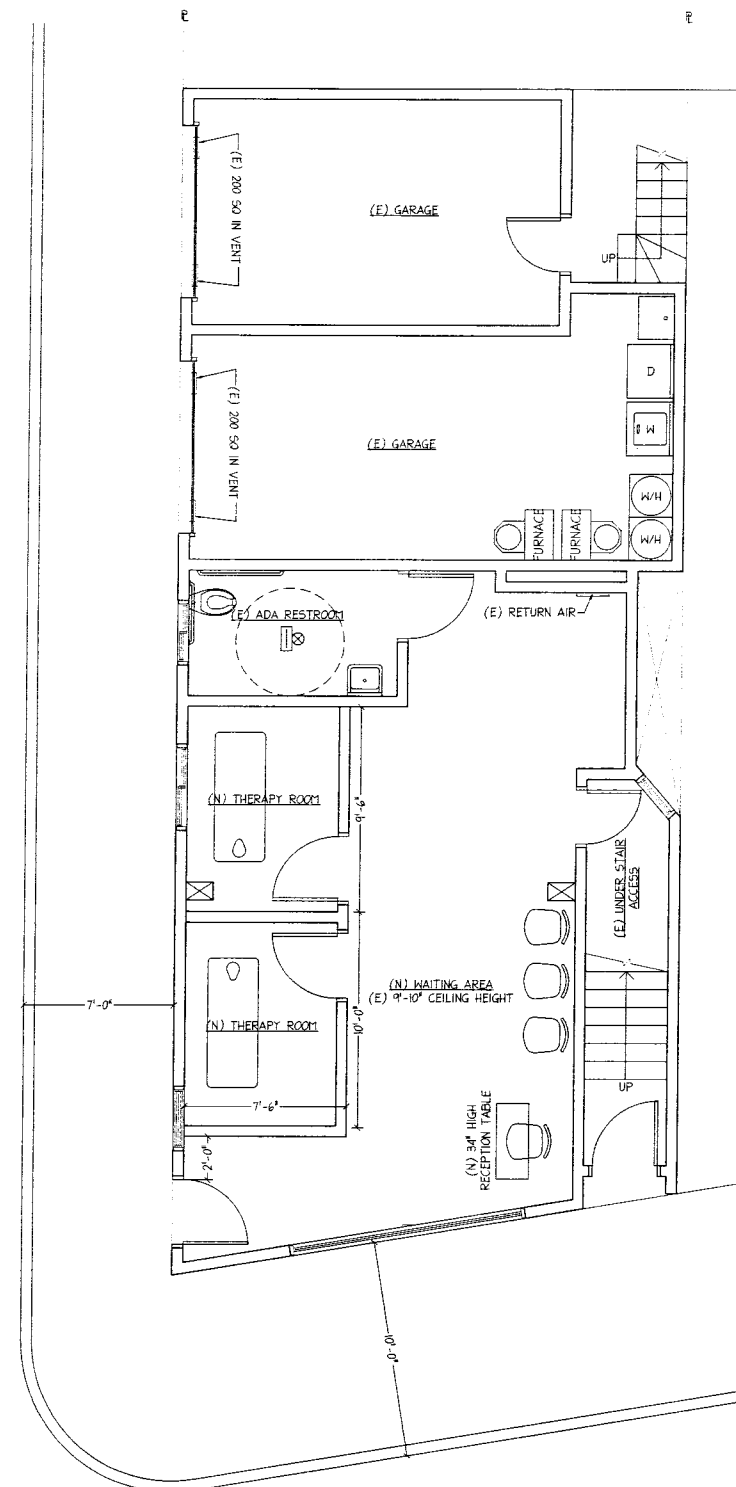 PL
PL
(E) 200 SQ IN VENT
(E) GARAGE
UP
D
W
(E) 200 SQ IN VENT
(E) GARAGE
H/W
H/W
FURNACE
FURNACE
(E) ADA RESTROOM
(E) RETURN AIR
(N) THERAPY ROOM
9'-6"
(E) UNDER STAIR
ACCESS
(N) WAITING AREA
(E) 9'-10" CEILING HEIGHT
7'-0"
(N) THERAPY ROOM
10'-0"
UP
7'-6"
(N) 34" HIGH
RECEPTION TABLE
2'-0"
10'-0"